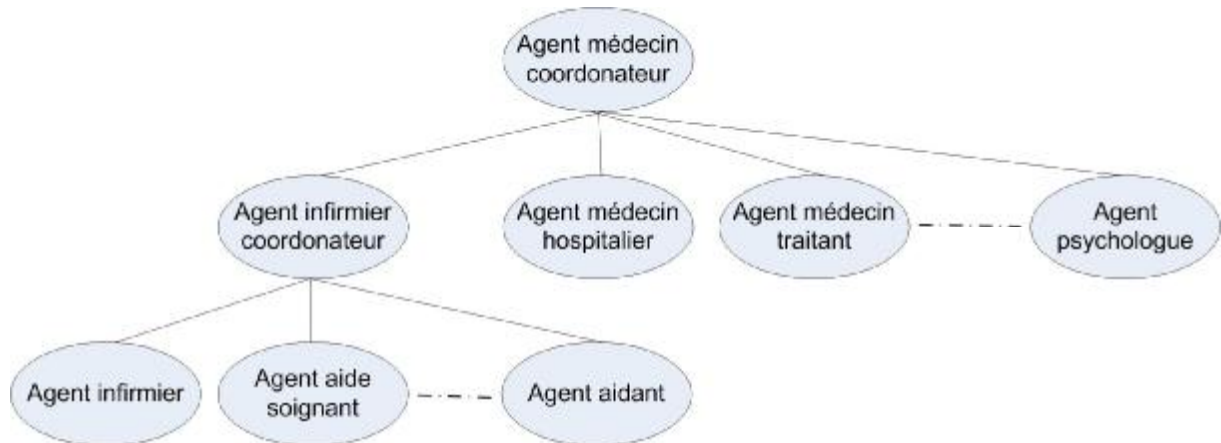 Agent médecin
coordonateur
Agent infirmier
coordonateur
Agent médecin
hospitalier
Agent médecin
traitant
Agent
psychologue
Agent infirmier
Agent aide
soignant
Agent aidant